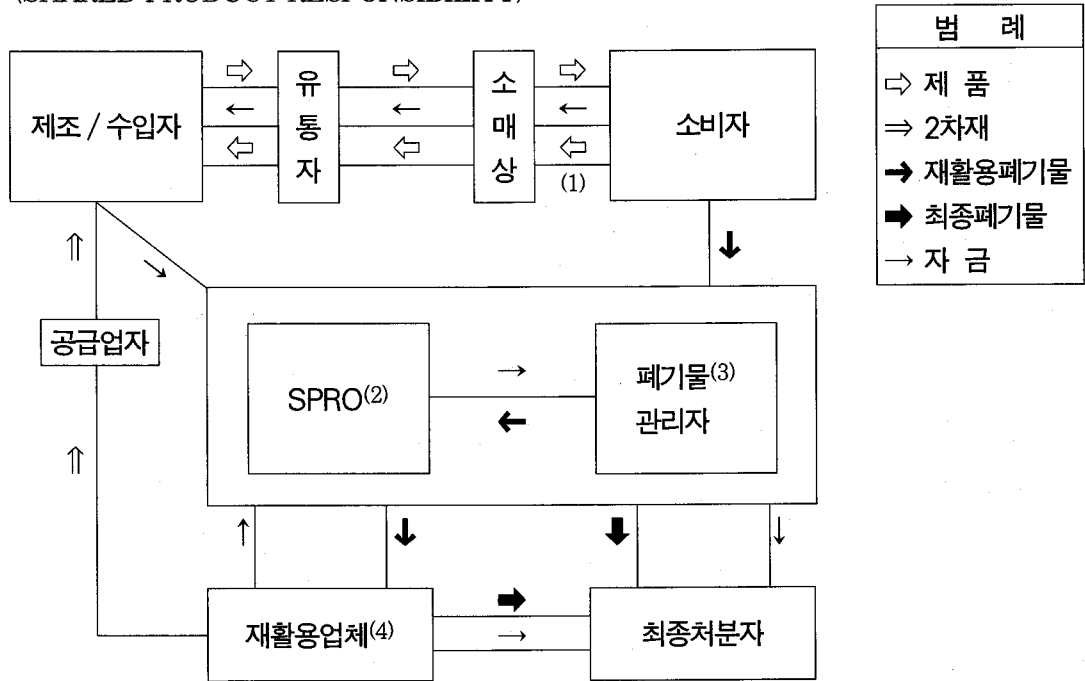 (SHARED PRODUCT RESPONSIBILITY)
범 례
⇨ 제 품
⇒ 2차재
➔ 재활용폐기물
➡ 최종폐기물
→ 자 금
제조 / 수입자
유통자
소매상
소비자
(1)
공급업자
SPRO(2)
폐기물(3)
관리자
재활용업체(4)
최종처분자